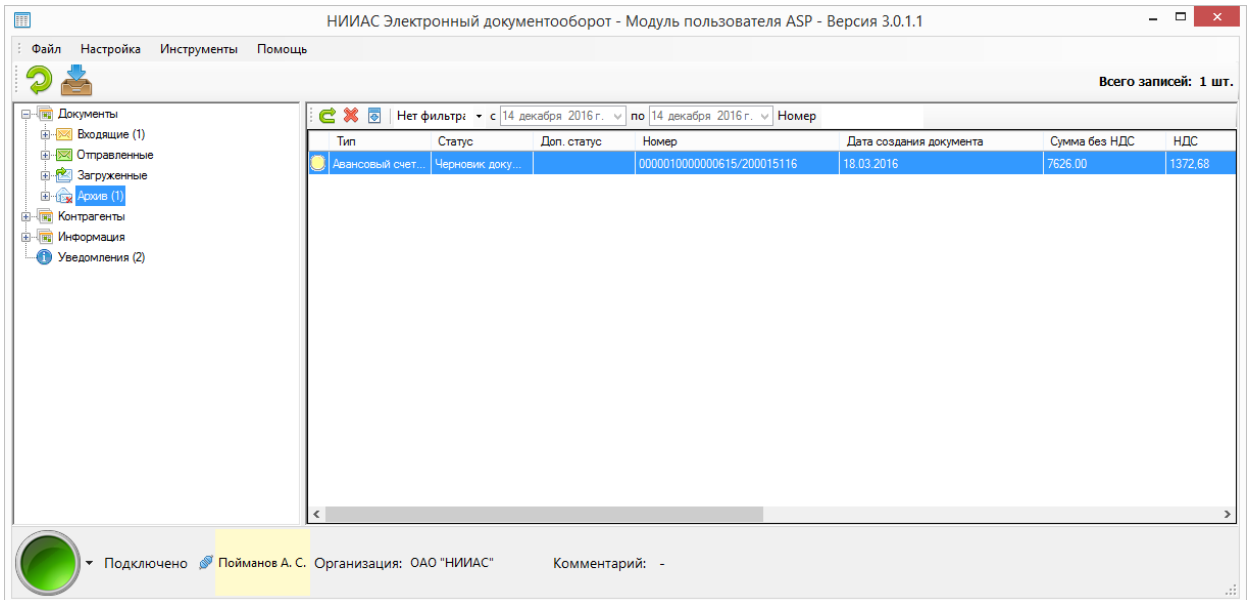 НИИАС Электронный документооборот - Модуль пользователя ASP - Версия 3.0.1.1
Файл Настройка Инструменты Помощь
Всего записей: 1 шт.
Документы
Входящие (1)
Отправленные
Загруженные
Архив (1)
Контрагенты
Информация
Уведомления (2)
Нет фильтра с 14 декабря 2016 г. по 14 декабря 2016 г. Номер
Тип Статус Доп. статус Номер Дата создания документа Сумма без НДС НДС
Авансовый счет... Черновик доку... 0000010000000615/200015116 18.03.2016 7626.00 1372,68
Подключено Пойманов А. С. Организация: ОАО "НИИАС" Комментарий: -